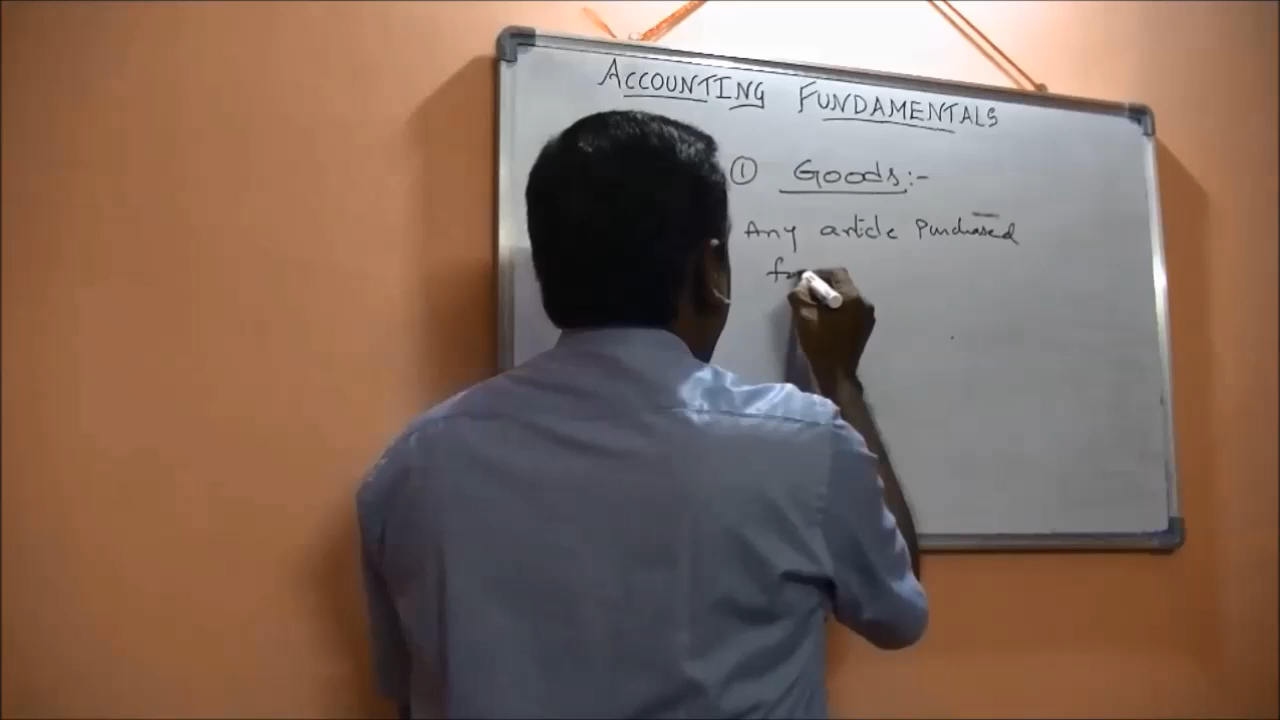 ACCOUNTING FUNDAMENTALS
① Goods:-
Any article purchased